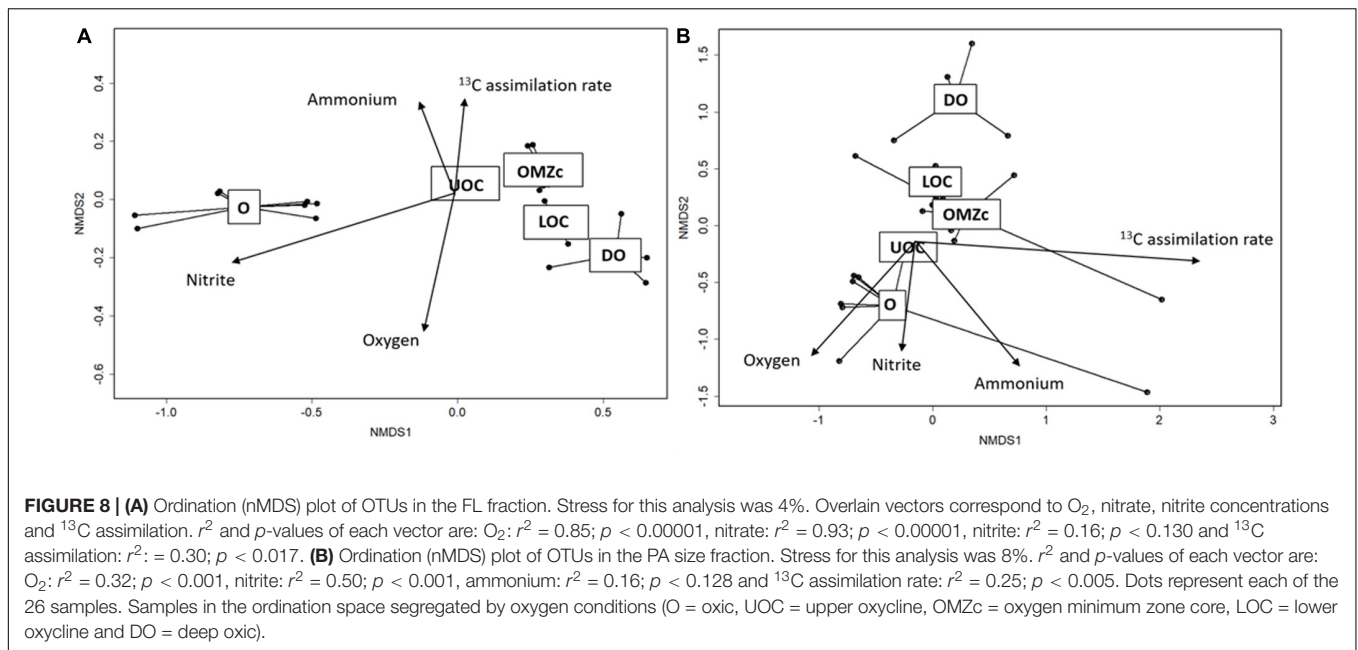 A
B
¹³C assimilation rate
Ammonium
OMZc
UOC
O
LOC
DO
Nitrite
Oxygen
0.4
0.2
0.0
-0.2
-0.4
-0.6
NMDS2
-1.0
-0.5
0.0
0.5
NMDS1
DO
LOC
OMZc
¹³C assimilation rate
UOC
O
Oxygen
Nitrite
Ammonium
1.5
1.0
0.5
0.0
-0.5
-1.0
-1.5
NMDS2
-1
0
1
2
3
NMDS1
FIGURE 8 | (A) Ordination (nMDS) plot of OTUs in the FL fraction. Stress for this analysis was 4%. Overlain vectors correspond to O₂, nitrate, nitrite concentrations
and ¹³C assimilation. r² and p-values of each vector are: O₂: r² = 0.85; p < 0.00001, nitrate: r² = 0.93; p < 0.00001, nitrite: r² = 0.16; p < 0.130 and ¹³C
assimilation: r²: = 0.30; p < 0.017. (B) Ordination (nMDS) plot of OTUs in the PA size fraction. Stress for this analysis was 8%. r² and p-values of each vector are:
O₂: r² = 0.32; p < 0.001, nitrite: r² = 0.50; p < 0.001, ammonium: r² = 0.16; p < 0.128 and ¹³C assimilation rate: r² = 0.25; p < 0.005. Dots represent each of the
26 samples. Samples in the ordination space segregated by oxygen conditions (O = oxic, UOC = upper oxycline, OMZc = oxygen minimum zone core, LOC = lower
oxycline and DO = deep oxic).